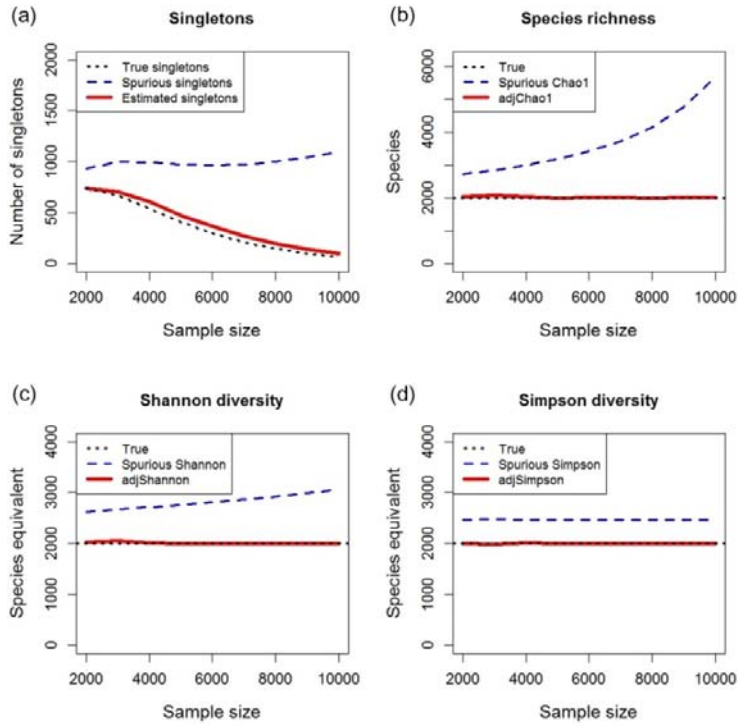 (a)
Singletons
True singletons
Spurious singletons
Estimated singletons
Number of singletons
0 500 1000 1500 2000
2000 4000 6000 8000 10000
Sample size
(b)
Species richness
True
Spurious Chao1
adjChao1
Species
0 2000 4000 6000
2000 4000 6000 8000 10000
Sample size
(c)
Shannon diversity
True
Spurious Shannon
adjShannon
Species equivalent
0 1000 2000 3000 4000
2000 4000 6000 8000 10000
Sample size
(d)
Simpson diversity
True
Spurious Simpson
adjSimpson
Species equivalent
0 1000 2000 3000 4000
2000 4000 6000 8000 10000
Sample size